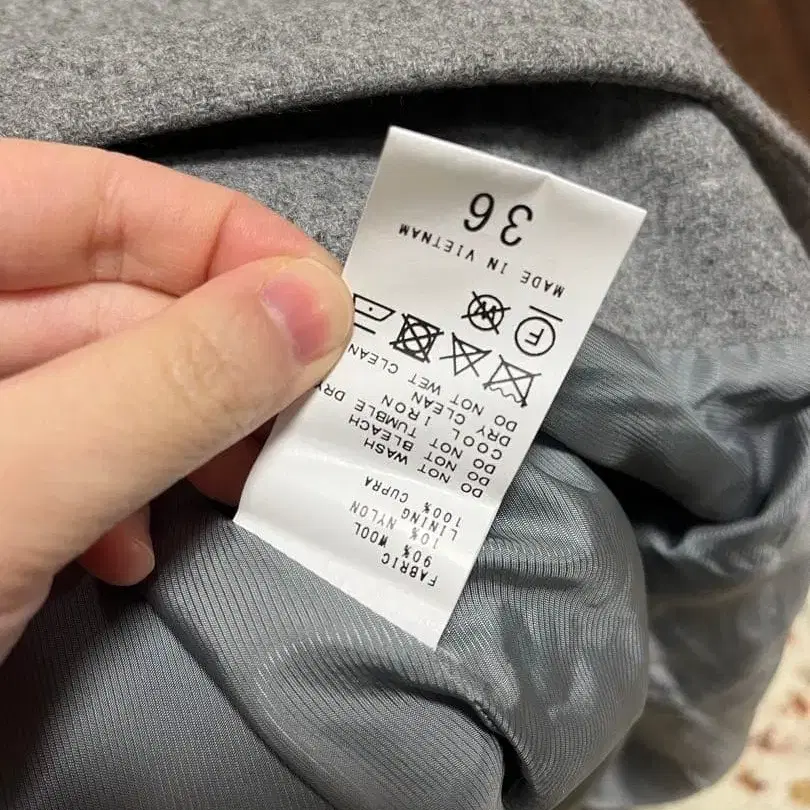 FABRIC
90% WOOL
10% NYLON
LINING
100% CUPRA
DO NOT WASH
DO NOT BLEACH
DO NOT TUMBLE DRY
COOL IRON
DRY CLEAN
DO NOT WET CLEAN
F W
MADE IN VIETNAM
36